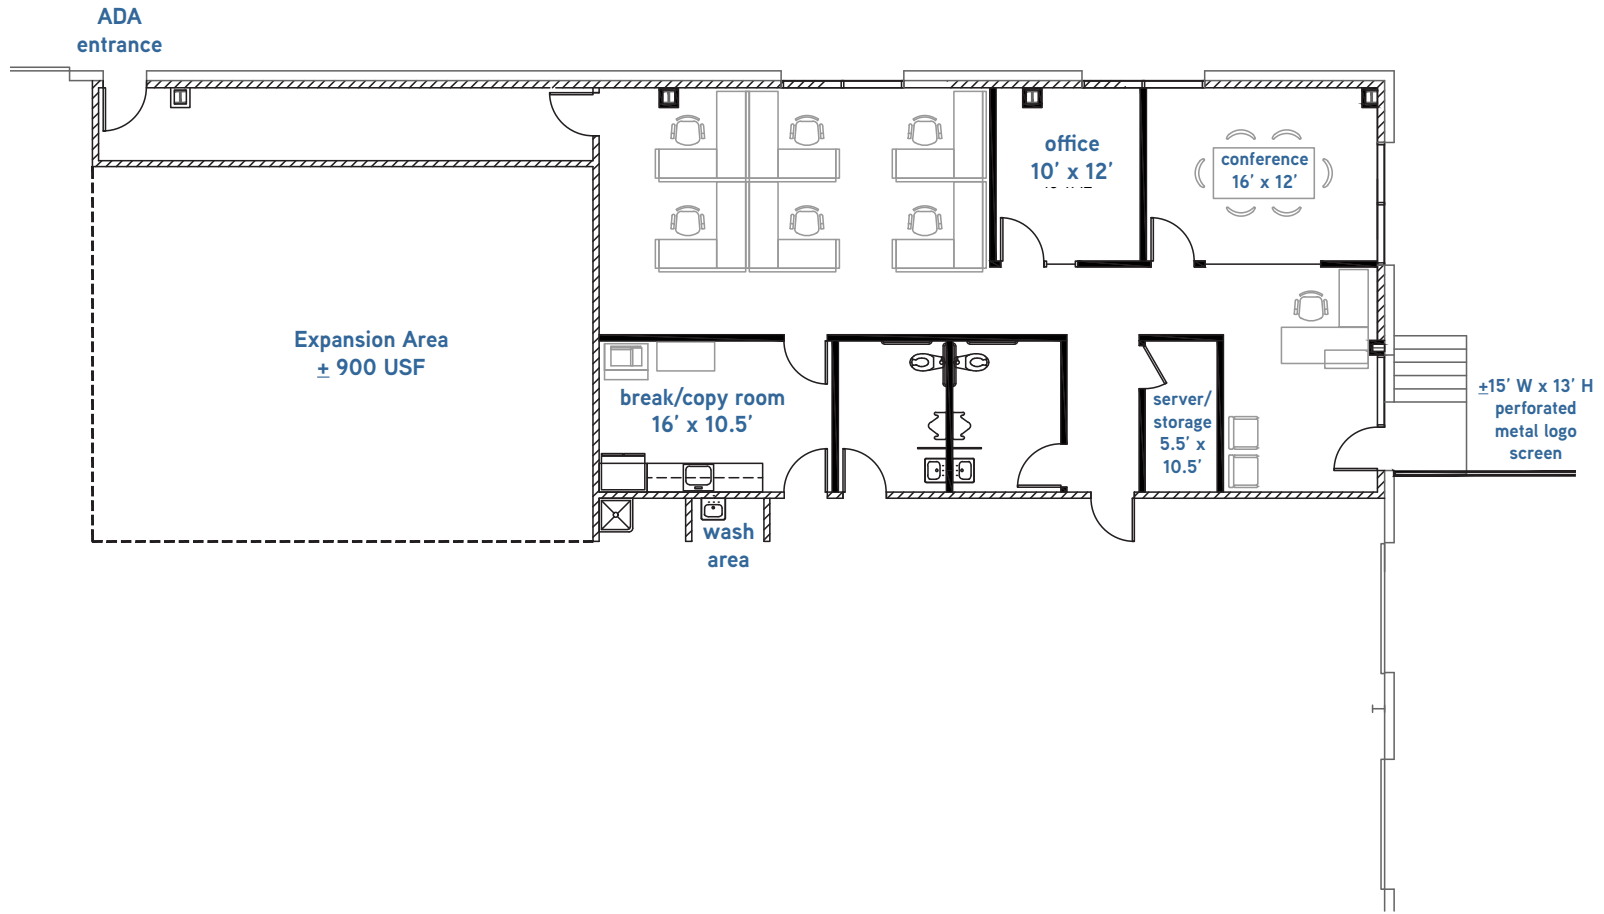 ADA
entrance
office
10’ x 12’
conference
16’ x 12’
Expansion Area
± 900 USF
break/copy room
16’ x 10.5’
server/
storage
5.5’ x
10.5’
±15’ W x 13’ H
perforated
metal logo
screen
wash
area